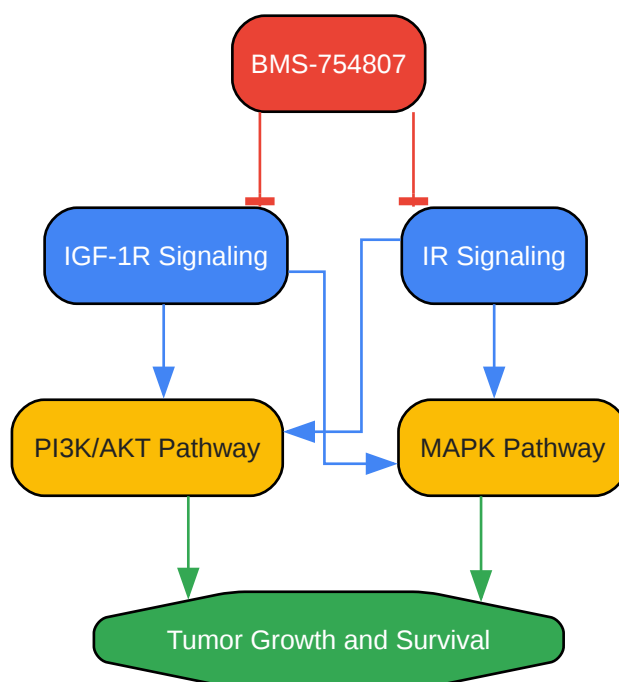 BMS-754807
IGF-1R Signaling
IR Signaling
PI3K/AKT Pathway
MAPK Pathway
Tumor Growth and Survival